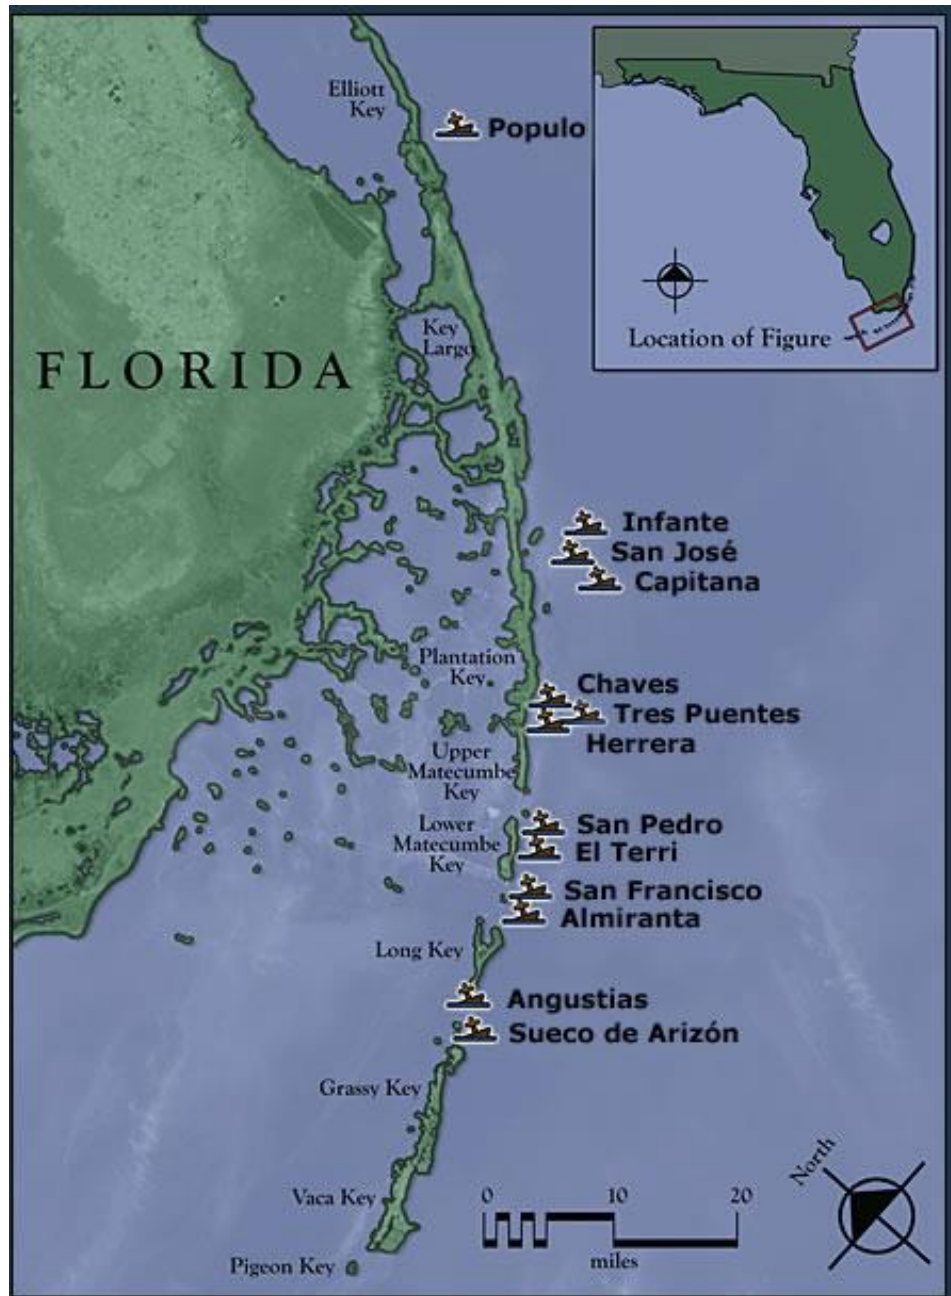 Elliott
Key
Populo
Location of Figure
Key
Largo
FLORIDA
Infante
San José
Capitana
Plantation
Key
Chaves
Tres Puentes
Herrera
Upper
Matecumbe
Key
Lower
Matecumbe
Key
San Pedro
El Terri
San Francisco
Almiranta
Long Key
Angustias
Sueco de Arizón
Grassy Key
Vaca Key
Pigeon Key
0 10 20
miles
North